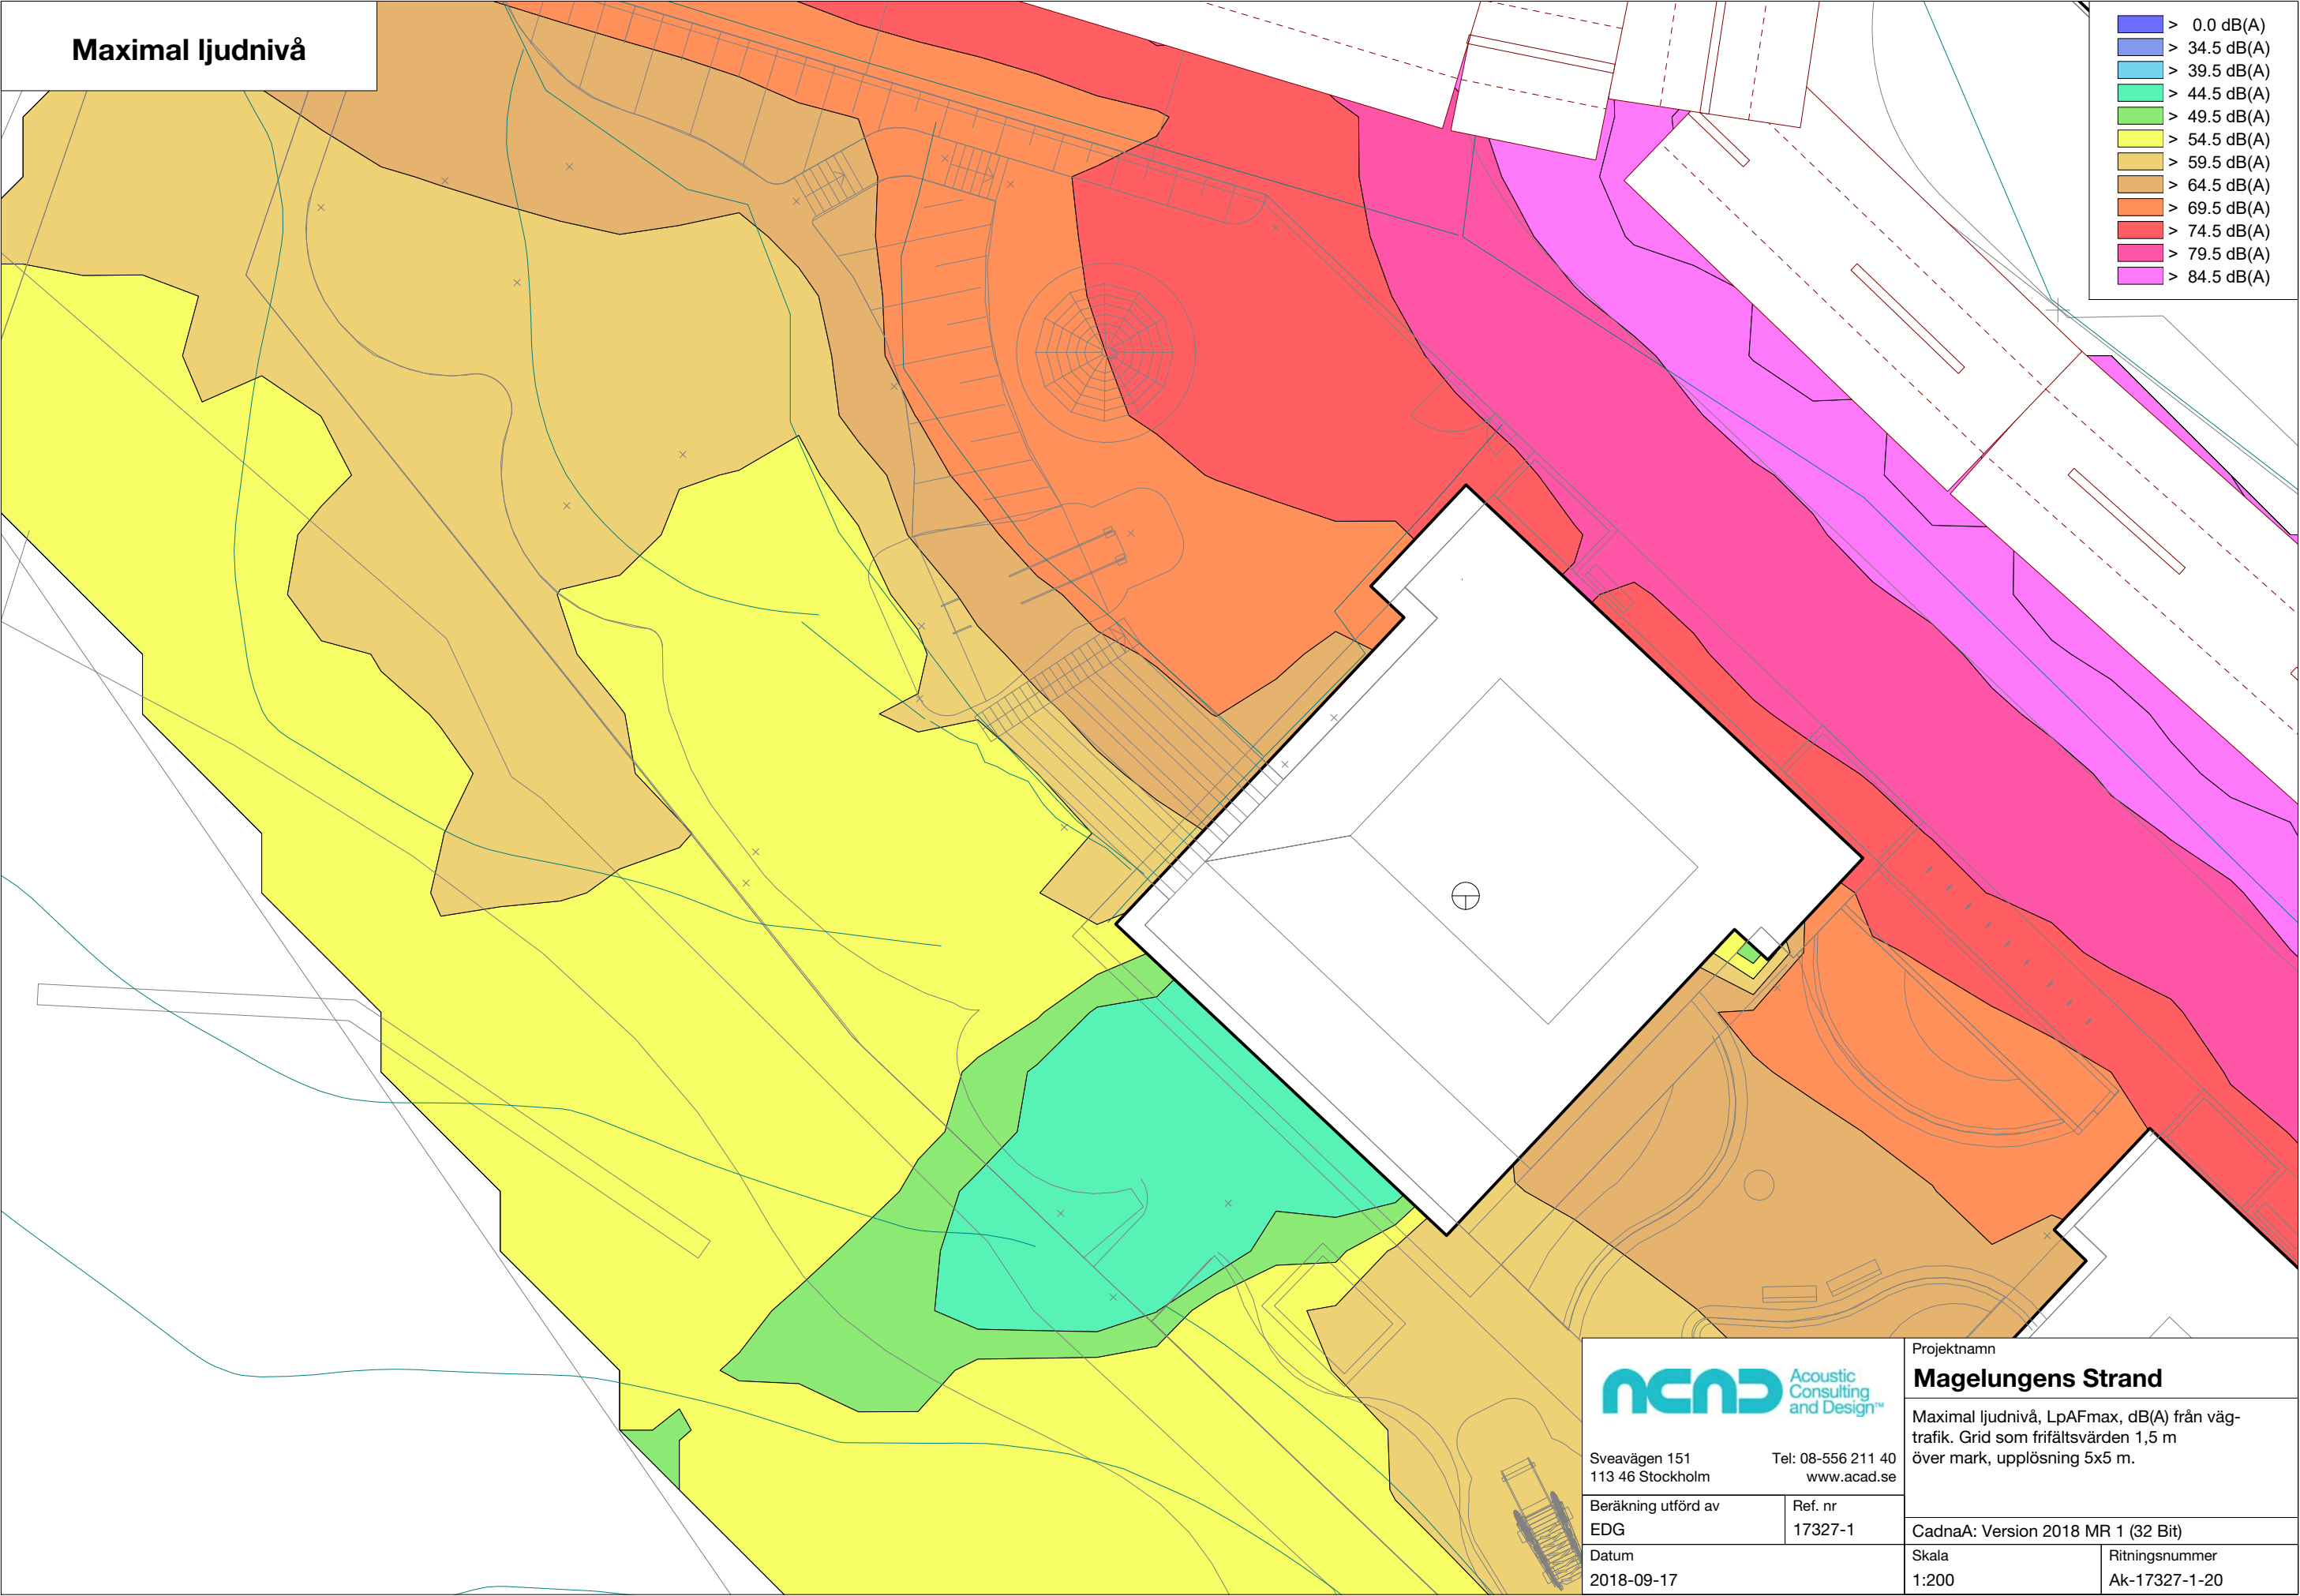 Maximal ljudnivå
> 0.0 dB(A)
> 34.5 dB(A)
> 39.5 dB(A)
> 44.5 dB(A)
> 49.5 dB(A)
> 54.5 dB(A)
> 59.5 dB(A)
> 64.5 dB(A)
> 69.5 dB(A)
> 74.5 dB(A)
> 79.5 dB(A)
> 84.5 dB(A)
ACAD
Acoustic
Consulting
and Design™
Sveavägen 151
113 46 Stockholm
Tel: 08-556 211 40
www.acad.se
Beräkning utförd av
EDG
Ref. nr
17327-1
Datum
2018-09-17
Projektnamn
Magelungens Strand
Maximal ljudnivå, LpAFmax, dB(A) från väg-
trafik. Grid som frifältsvärden 1,5 m
över mark, upplösning 5x5 m.
CadnaA: Version 2018 MR 1 (32 Bit)
Skala
1:200
Ritningsnummer
Ak-17327-1-20